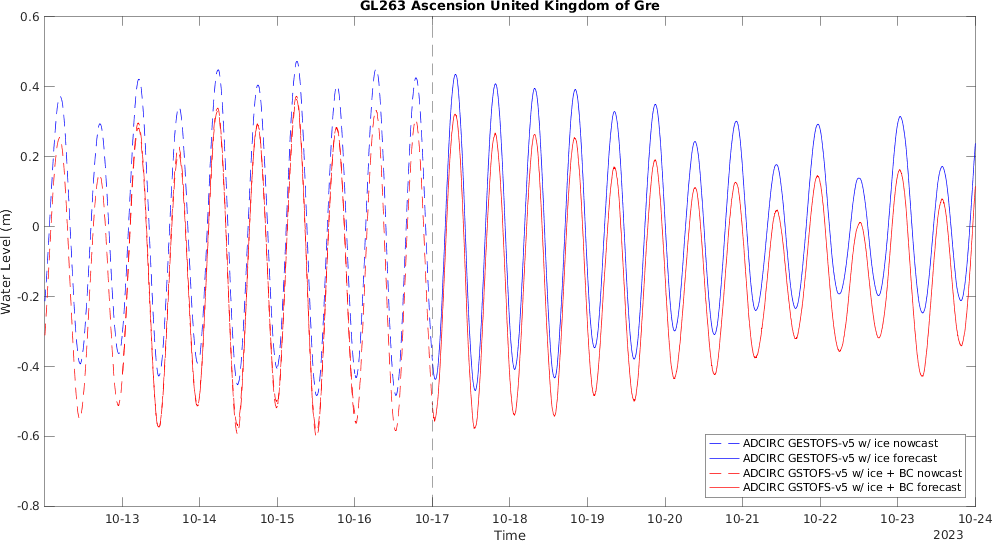 GL263 Ascension United Kingdom of Gre
0.6
0.4
0.2
0
-0.2
-0.4
-0.6
-0.8
Water Level (m)
10-13 10-14 10-15 10-16 10-17 10-18 10-19 10-20 10-21 10-22 10-23 10-24
Time
2023
ADCIRC GESTOFS-v5 w/ ice nowcast
ADCIRC GESTOFS-v5 w/ ice forecast
ADCIRC GSTOFS-v5 w/ ice + BC nowcast
ADCIRC GSTOFS-v5 w/ ice + BC forecast